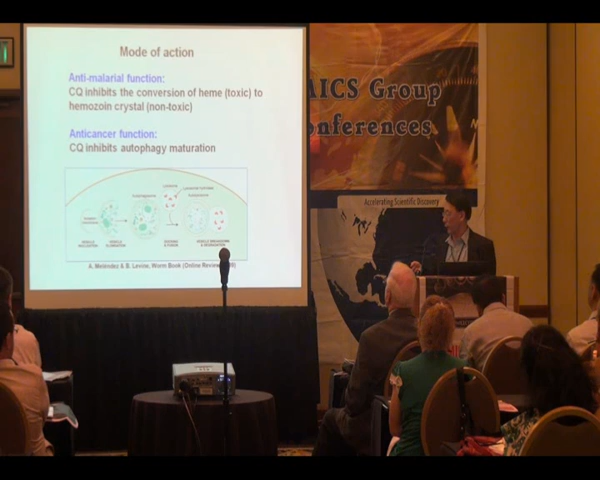 Mode of action
Anti-malarial function:
CQ inhibits the conversion of heme (toxic) to
hemozoin crystal (non-toxic)
Anticancer function:
CQ inhibits autophagy maturation
A. Melendez & B. Levine, Worm Book (Online Review
AICS Group
onferences
Accelerating Scientific Discovery